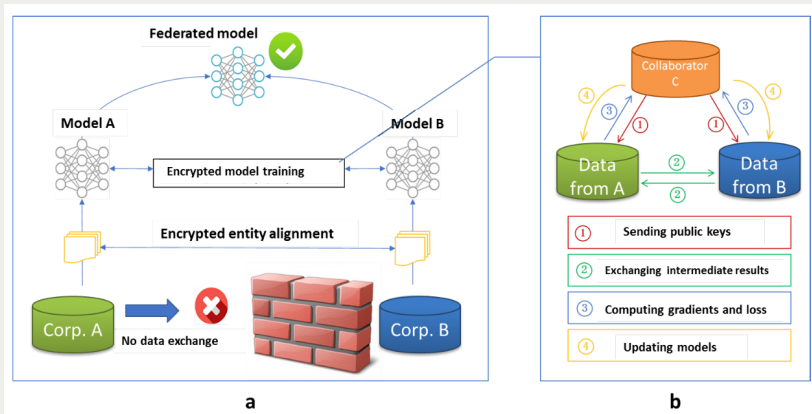 Federated model
Model A
Model B
Encrypted model training
Encrypted entity alignment
Corp. A
No data exchange
Corp. B
a
Collaborator
C
4
3
1
1
3
4
Data
from A
2
2
Data
from B
1 Sending public keys
2 Exchanging intermediate results
3 Computing gradients and loss
4 Updating models
b